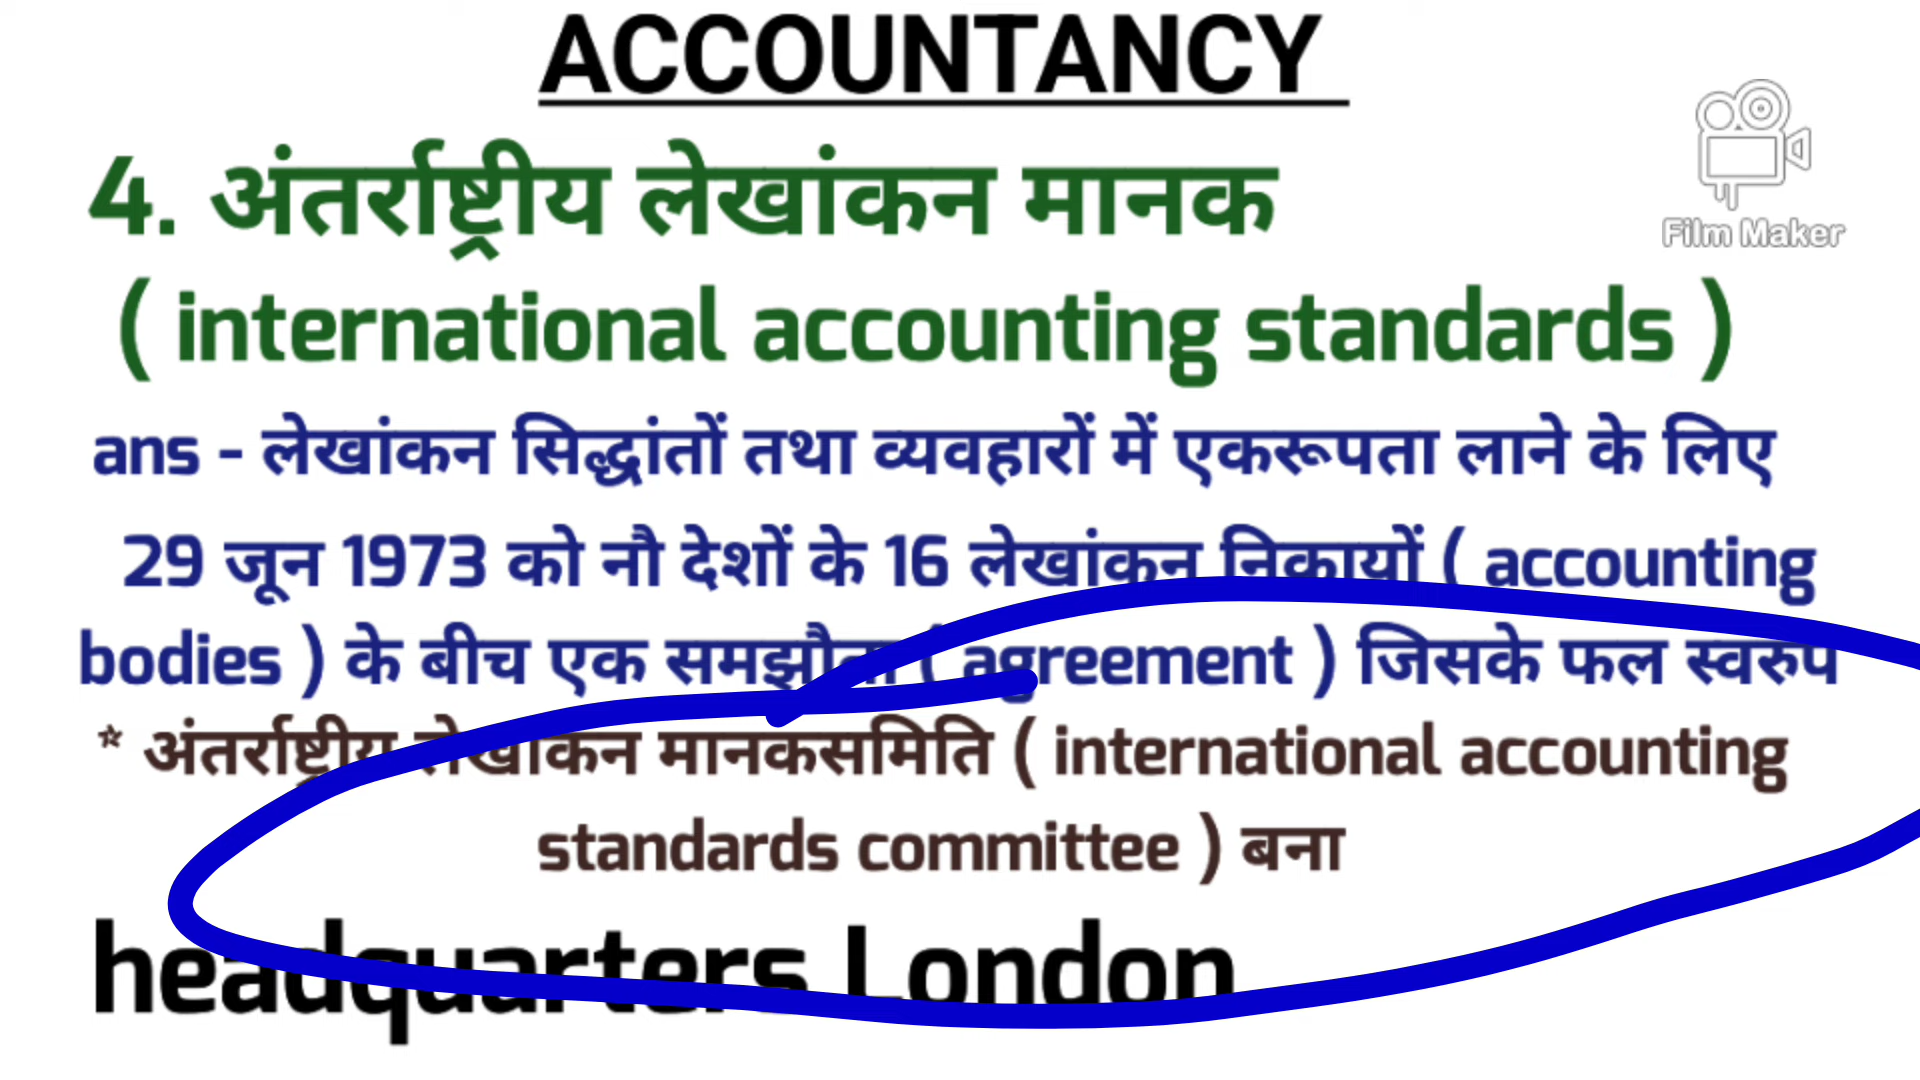 ACCOUNTANCY
4. अंतर्राष्ट्रीय लेखांकन मानक
( international accounting standards )
ans - लेखांकन सिद्धांतों तथा व्यवहारों में एकरूपता लाने के लिए
29 जून 1973 को नौ देशों के 16 लेखांकन निकायों ( accounting
bodies ) के बीच एक समझौता ( agreement ) जिसके फल स्वरुप
* अंतर्राष्ट्रीय लेखांकन मानकसमिति ( international accounting
standards committee ) बना
headquarters London
Film Maker